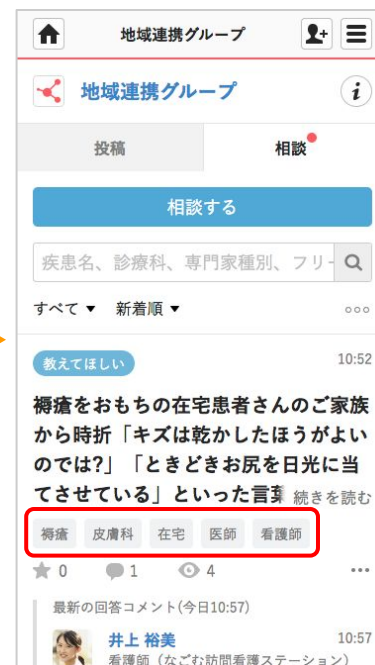 地域連携グループ
地域連携グループ
投稿 相談
相談する
疾患名、診療科、専門家種別、フリー
すべて ▼ 新着順 ▼
教えてほしい 10:52
褥瘡をおもちの在宅患者さんのご家族
から時折「キズは乾かしたほうがよい
のでは?」「ときどきお尻を日光に当
てさせている」といった言葉 続きを読む
褥瘡 皮膚科 在宅 医師 看護師
0 1 4
最新の回答コメント(今日10:57)
井上 裕美 10:57
看護師（なごむ訪問看護ステーション）